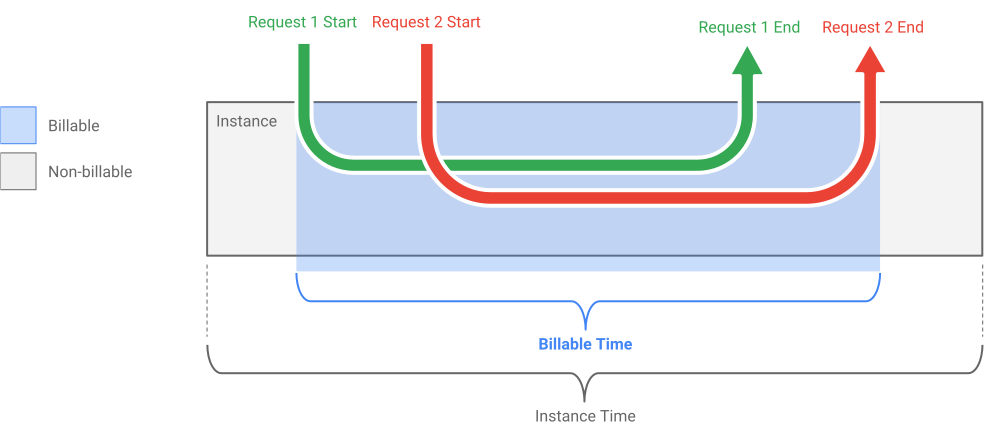 Request 1 Start
Request 2 Start
Request 1 End
Request 2 End
Instance
Billable
Non-billable
Billable Time
Instance Time